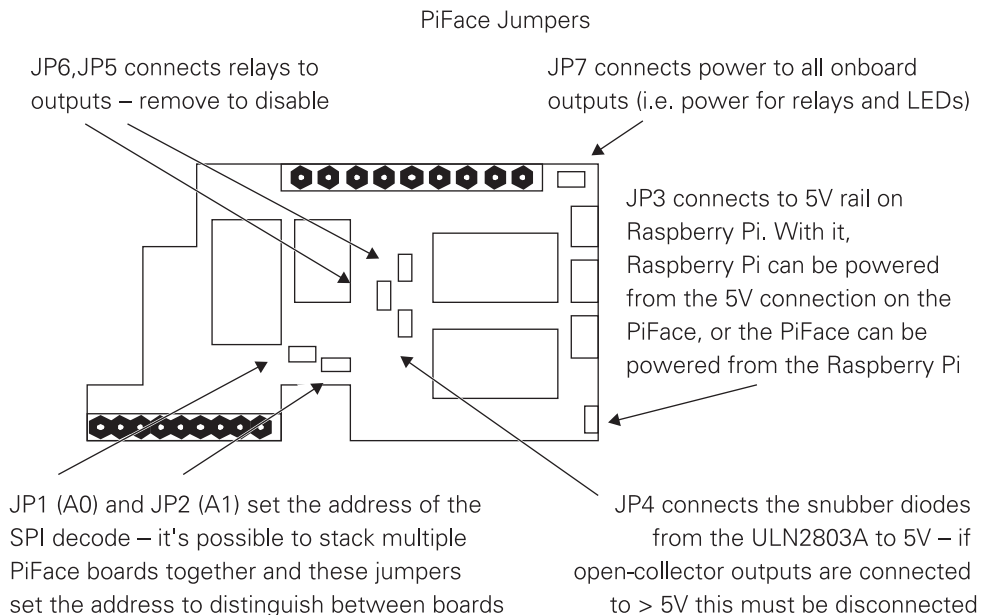 PiFace Jumpers
JP6,JP5 connects relays to
outputs – remove to disable
JP7 connects power to all onboard
outputs (i.e. power for relays and LEDs)
JP3 connects to 5V rail on
Raspberry Pi. With it,
Raspberry Pi can be powered
from the 5V connection on the
PiFace, or the PiFace can be
powered from the Raspberry Pi
JP1 (A0) and JP2 (A1) set the address of the
SPI decode – it's possible to stack multiple
PiFace boards together and these jumpers
set the address to distinguish between boards
JP4 connects the snubber diodes
from the ULN2803A to 5V – if
open-collector outputs are connected
to > 5V this must be disconnected